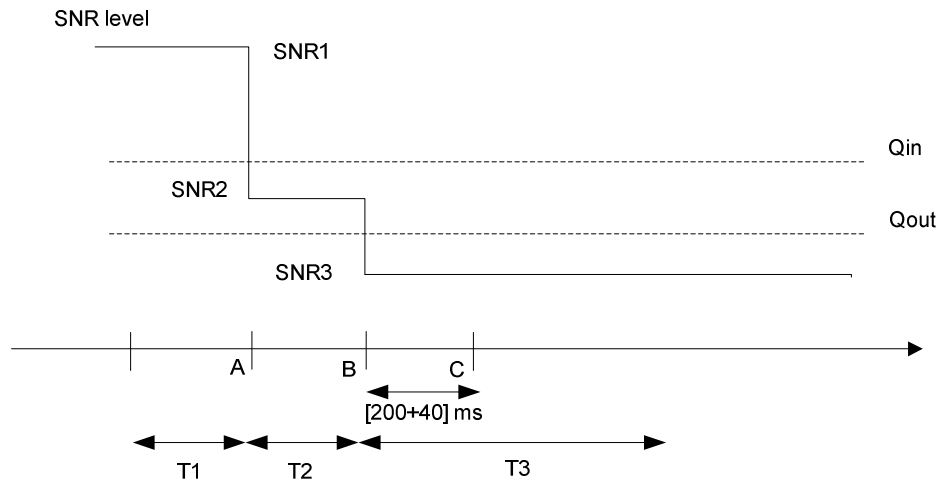 SNR level
SNR1
Qin
SNR2
Qout
SNR3
A
B
C
[200+40] ms
T1
T2
T3